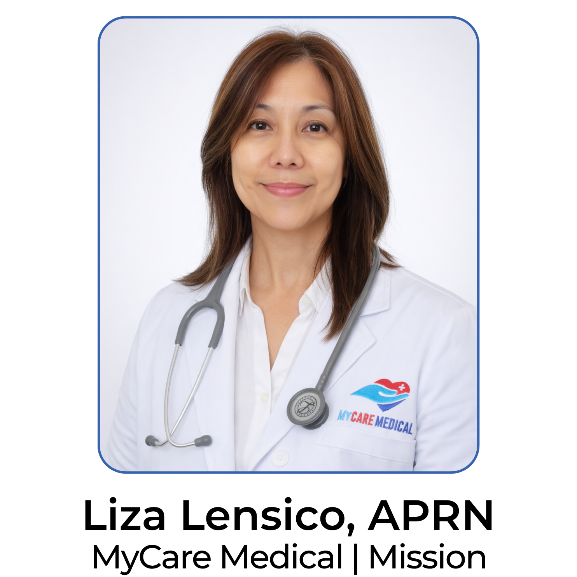 MYCARE MEDICAL
Liza Lensico, APRN
MyCare Medical | Mission